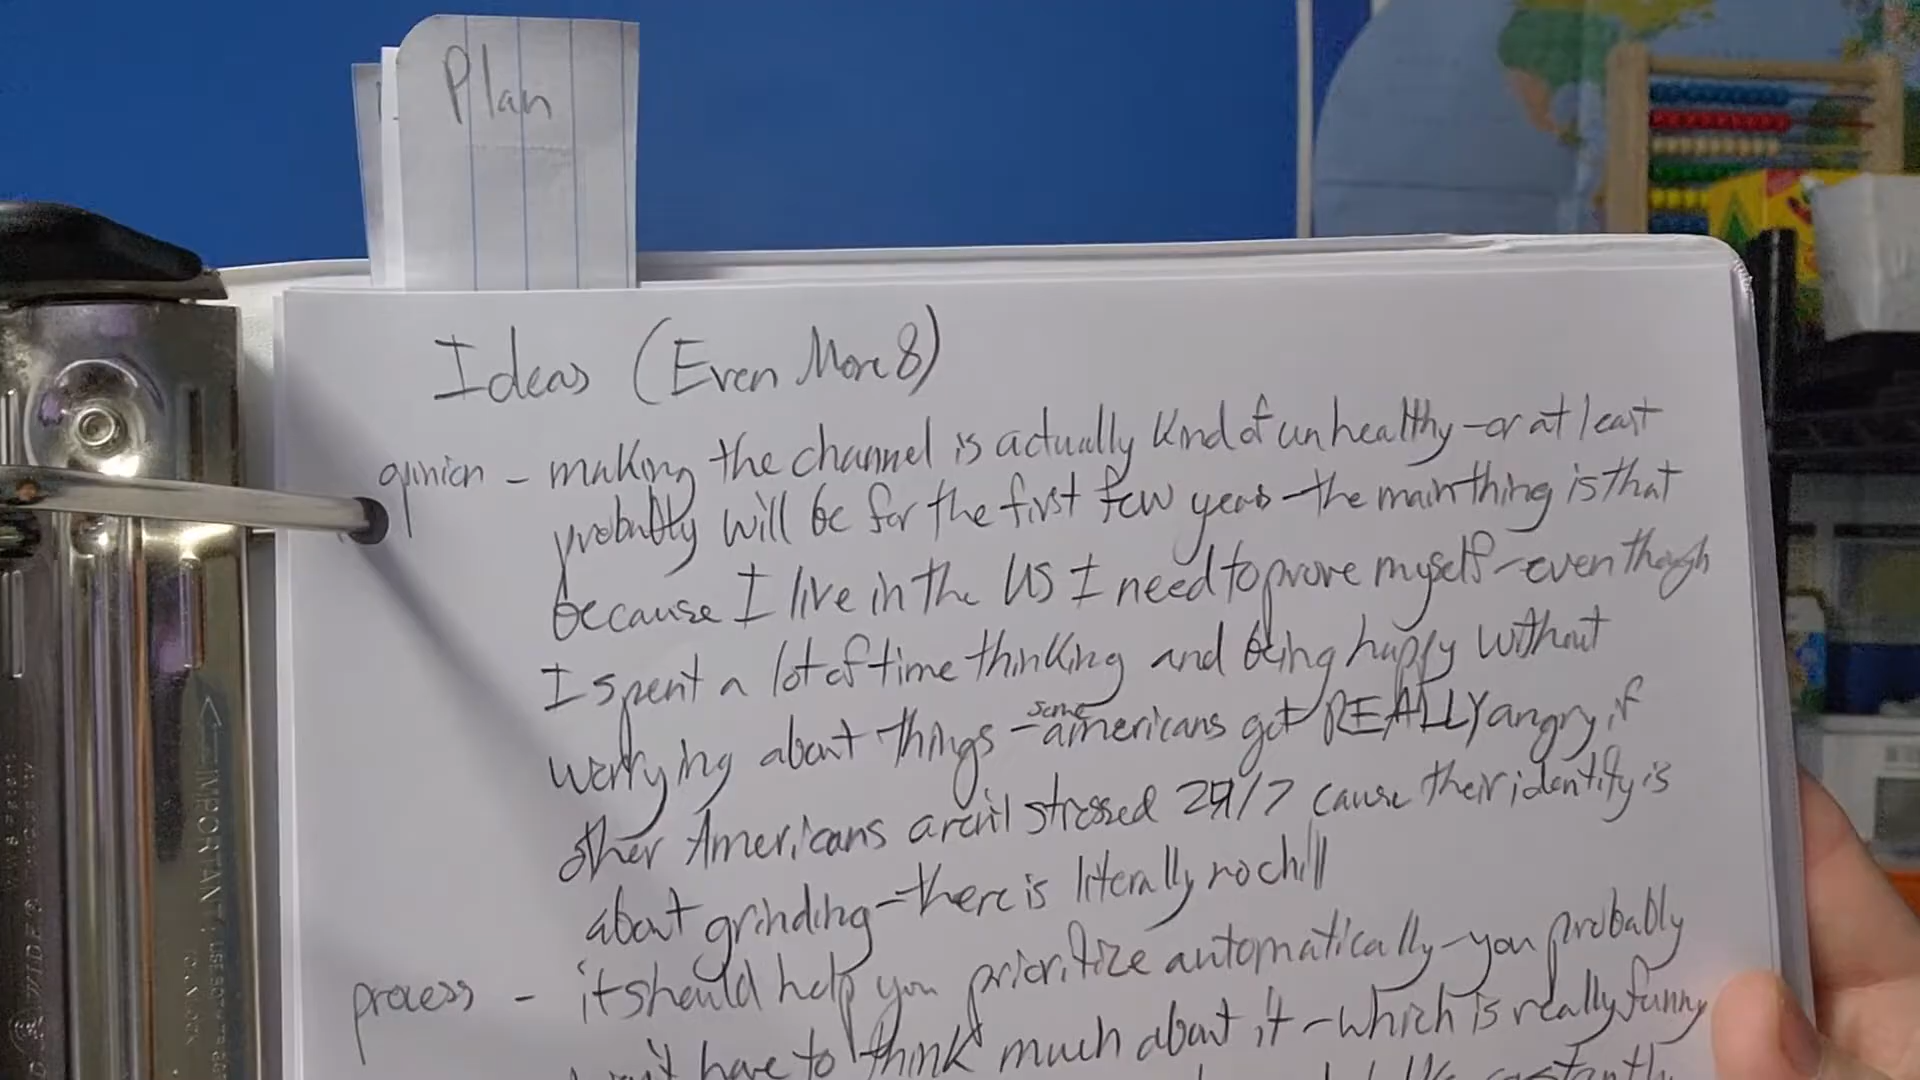 Plan
Ideas (Even More 8)
opinion - making the channel is actually kind of unhealthy - or at least
probably will be for the first few years - the main thing is that
because I live in the US I need to prove myself - even though
I spent a lot of time thinking and being happy without
worrying about things - some americans get REALLY angry if
other Americans aren't stressed 24/7 cause their identity is
about grinding - there is literally no chill
process - it should help you prioritize automatically - you probably
have to think much about it - which is really funny
constantly
IMPORTANT: